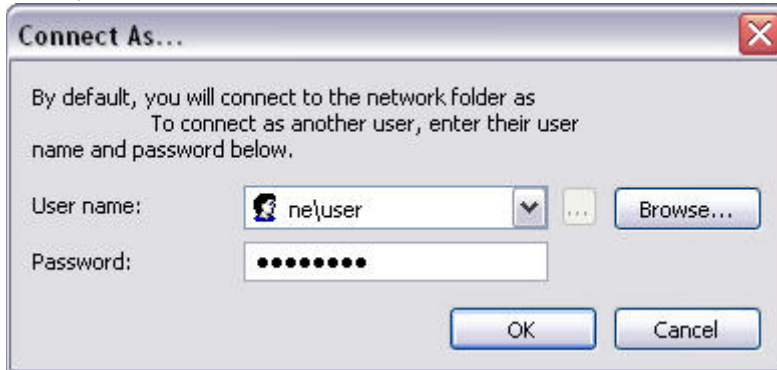 Connect As...
By default, you will connect to the network folder as
To connect as another user, enter their user
name and password below.
User name:
ne\user
...
Browse...
Password:
••••••••
OK
Cancel